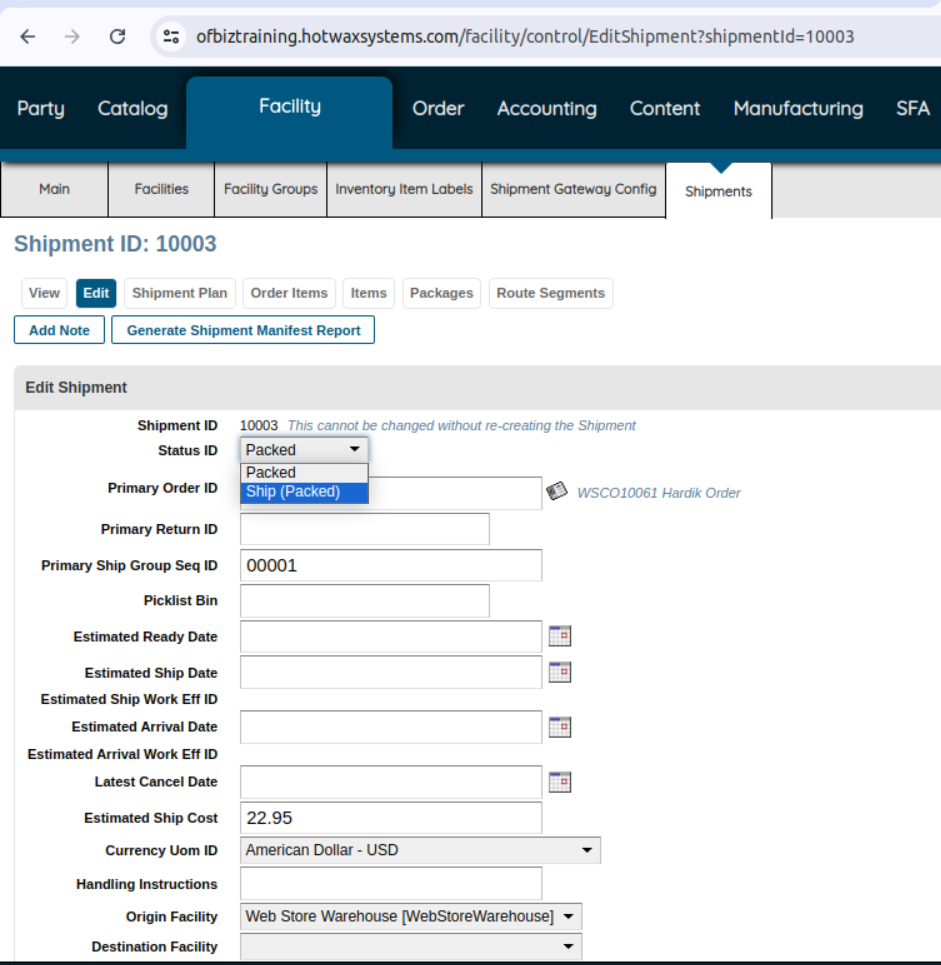 ofbiztraining.hotwaxsystems.com/facility/control/EditShipment?shipmentId=10003
Party Catalog Facility Order Accounting Content Manufacturing SFA
Main Facilities Facility Groups Inventory Item Labels Shipment Gateway Config Shipments
Shipment ID: 10003
View Edit Shipment Plan Order Items Items Packages Route Segments
Add Note Generate Shipment Manifest Report
Edit Shipment
Shipment ID 10003 This cannot be changed without re-creating the Shipment
Status ID Packed
Packed
Ship (Packed)
Primary Order ID WSCO10061 Hardik Order
Primary Return ID
Primary Ship Group Seq ID 00001
Picklist Bin
Estimated Ready Date
Estimated Ship Date
Estimated Ship Work Eff ID
Estimated Arrival Date
Estimated Arrival Work Eff ID
Latest Cancel Date
Estimated Ship Cost 22.95
Currency Uom ID American Dollar - USD
Handling Instructions
Origin Facility Web Store Warehouse [WebStoreWarehouse]
Destination Facility